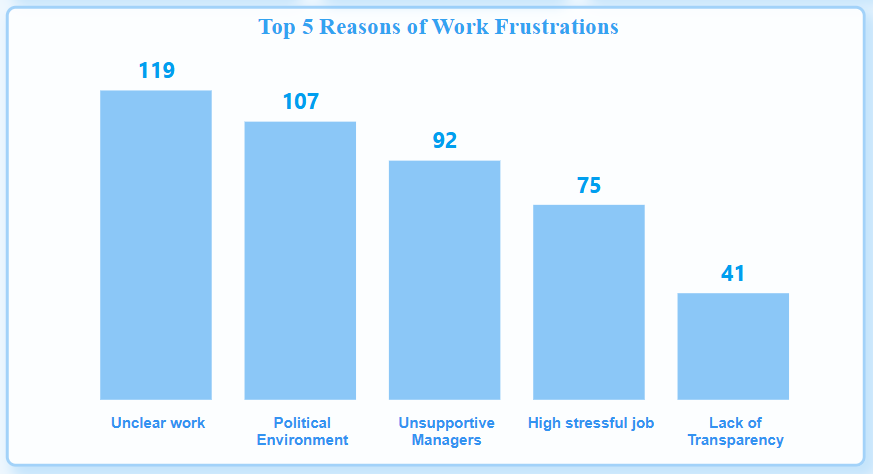 Top 5 Reasons of Work Frustrations
119
107
92
75
41
Unclear work
Political
Environment
Unsupportive
Managers
High stressful job
Lack of
Transparency